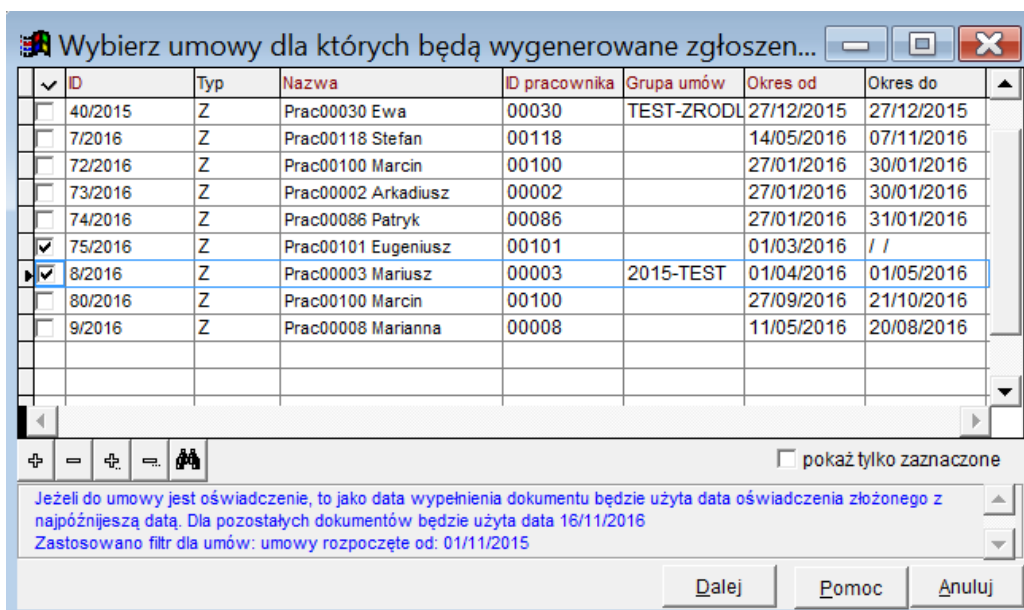 Wybierz umowy dla których będą wygenerowane zgłoszen...
ID Typ Nazwa ID pracownika Grupa umów Okres od Okres do
40/2015 Z Prac00030 Ewa 00030 TEST-ZRODL 27/12/2015 27/12/2015
7/2016 Z Prac00118 Stefan 00118 14/05/2016 07/11/2016
72/2016 Z Prac00100 Marcin 00100 27/01/2016 30/01/2016
73/2016 Z Prac00002 Arkadiusz 00002 27/01/2016 30/01/2016
74/2016 Z Prac00086 Patryk 00086 27/01/2016 31/01/2016
75/2016 Z Prac00101 Eugeniusz 00101 01/03/2016 / /
8/2016 Z Prac00003 Mariusz 00003 2015-TEST 01/04/2016 01/05/2016
80/2016 Z Prac00100 Marcin 00100 27/09/2016 21/10/2016
9/2016 Z Prac00008 Marianna 00008 11/05/2016 20/08/2016
pokaż tylko zaznaczone
Jeżeli do umowy jest oświadczenie, to jako data wypełnienia dokumentu będzie użyta data oświadczenia złożonego z
najpóźnijeszą datą. Dla pozostałych dokumentów będzie użyta data 16/11/2016
Zastosowano filtr dla umów: umowy rozpoczęte od: 01/11/2015
Dalej Pomoc Anuluj